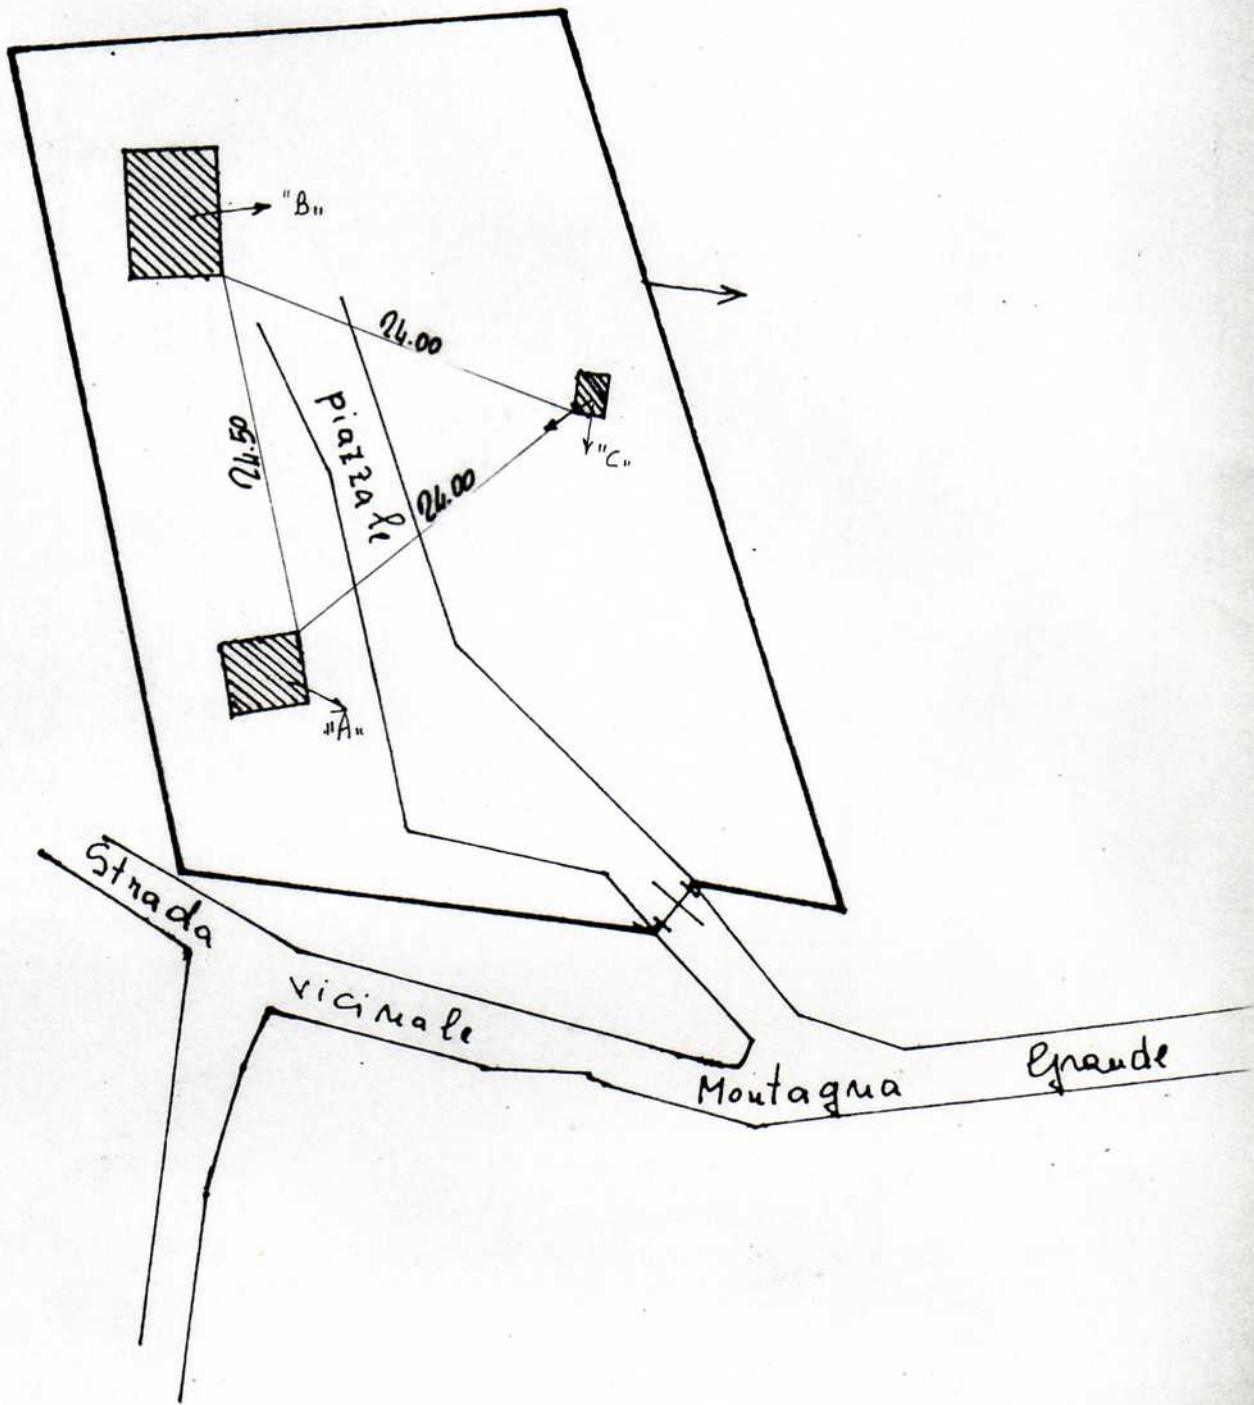 "B"
24.00
piazzale
24.50
"C"
24.00
"A"
Strada
vicinale
Montagna
Grande